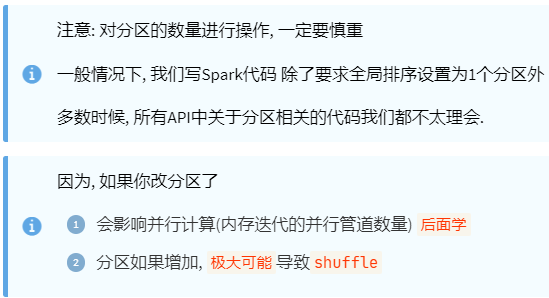 注意: 对分区的数量进行操作, 一定要慎重
一般情况下, 我们写Spark代码 除了要求全局排序设置为1个分区外
多数时候, 所有API中关于分区相关的代码我们都不太理会.
因为, 如果你改分区了
1 会影响并行计算(内存迭代的并行管道数量) 后面学
2 分区如果增加, 极大可能 导致 shuffle